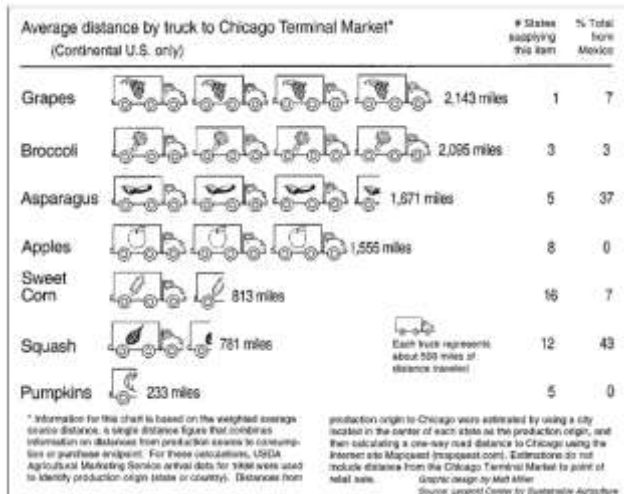 Average distance by truck to Chicago Terminal Market*
(Continental U.S. only)
# States
supplying
this item
% Total
from
Mexico
Grapes 2,143 miles 1 7
Broccoli 2,095 miles 3 3
Asparagus 1,671 miles 5 37
Apples 1,555 miles 8 0
Sweet
Corn 813 miles 16 7
Squash 781 miles 12 43
Each truck represents
about 500 miles of
distance traveled
Pumpkins 233 miles 5 0
* Information for this chart is based on the weighted average
source distance, a single distance figure that combines
information on distances from production source to consump-
tion or purchase endpoint. For these calculations, USDA
Agricultural Marketing Service arrival data for 1998 were used
to identify production origin (state or country). Distances from
production origin to Chicago were estimated by using a city
located in the center of each state as the production origin, and
then calculating a one-way road distance to Chicago using the
Internet site Mapquest (mapquest.com). Estimations do not
include distance from the Chicago Terminal Market to point of
retail sale.
Graphic design by Matt Miller
Source: Leopold Center for Sustainable Agriculture